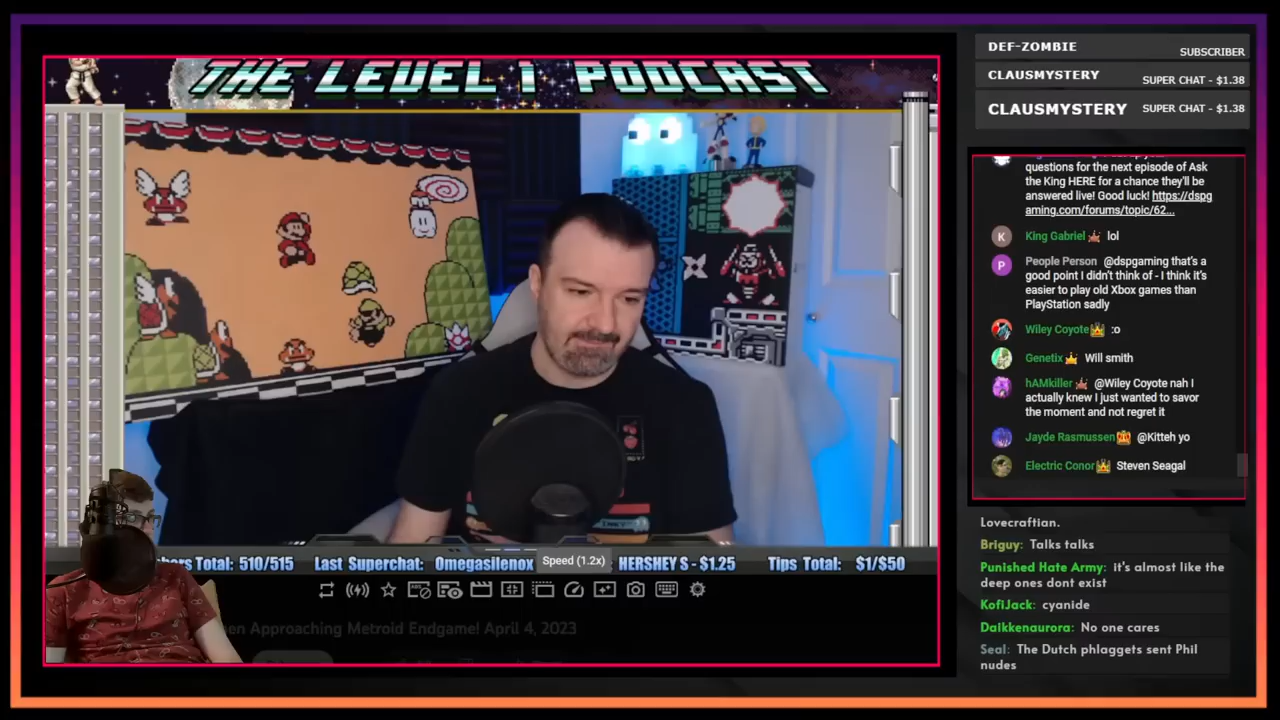 THE LEVEL 1 PODCAST
DEF-ZOMBIE
SUBSCRIBER
CLAUSMYSTERY
SUPER CHAT - $1.38
CLAUSMYSTERY
SUPER CHAT - $1.38
questions for the next episode of Ask
the King HERE for a chance they'll be
answered live! Good luck! https://dspg
aming.com/forums/topic/62...
K
King Gabriel lol
P
People Person @dspgaming that's a
good point I didn't think of - I think it's
easier to play old Xbox games than
PlayStation sadly
Wiley Coyote :o
Genetix Will smith
hAMkiller @Wiley Coyote nah I
actually knew I just wanted to savor
the moment and not regret it
Jayde Rasmussen @Kitteh yo
Electric Conor Steven Seagal
Lovecraftian.
Briguy: Talks talks
Punished Hate Army: it's almost like the
deep ones dont exist
KofiJack: cyanide
Daikkenaurora: No one cares
Seal: The Dutch phlaggets sent Phil
nudes
bers Total: 510/515 Last Superchat: Omegasilenox Speed (1.2x) : HERSHEY S - $1.25 Tips Total: $1/$50
en Approaching Metroid Endgame! April 4, 2023